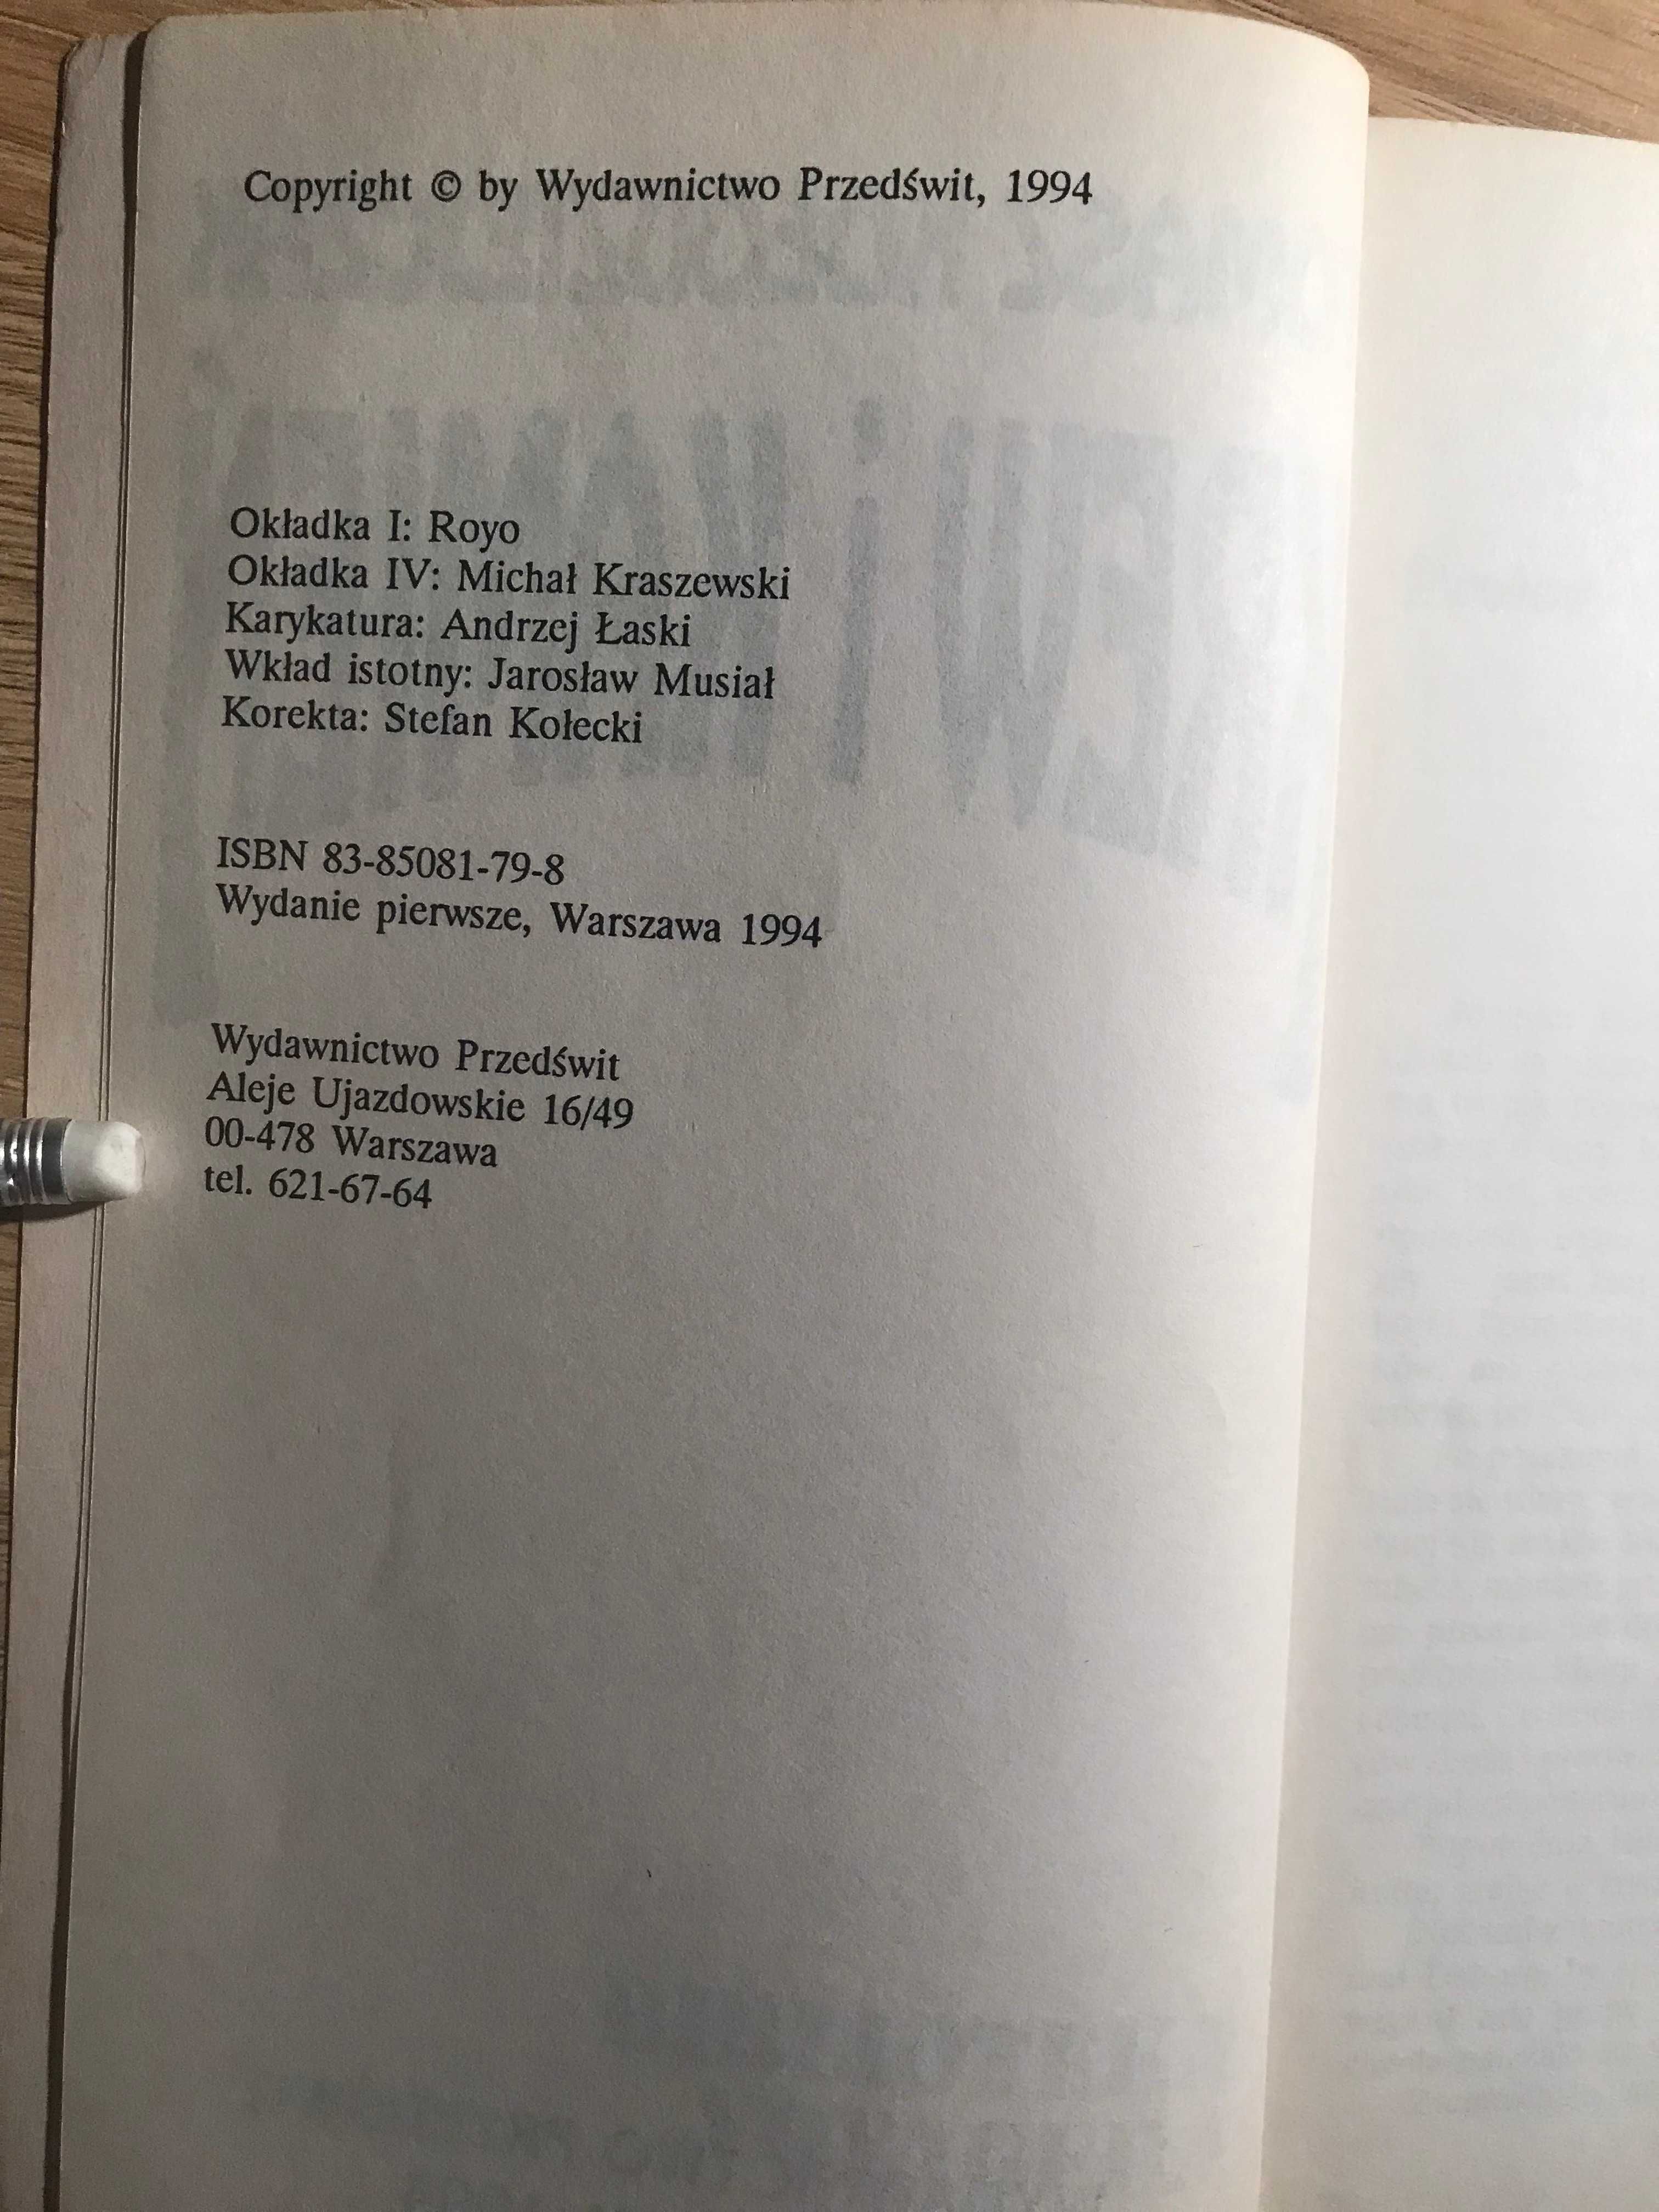 Copyright © by Wydawnictwo Przedświt, 1994
Okładka I: Royo
Okładka IV: Michał Kraszewski
Karykatura: Andrzej Łaski
Wkład istotny: Jarosław Musiał
Korekta: Stefan Kołecki
ISBN 83-85081-79-8
Wydanie pierwsze, Warszawa 1994
Wydawnictwo Przedświt
Aleje Ujazdowskie 16/49
00-478 Warszawa
tel. 621-67-64